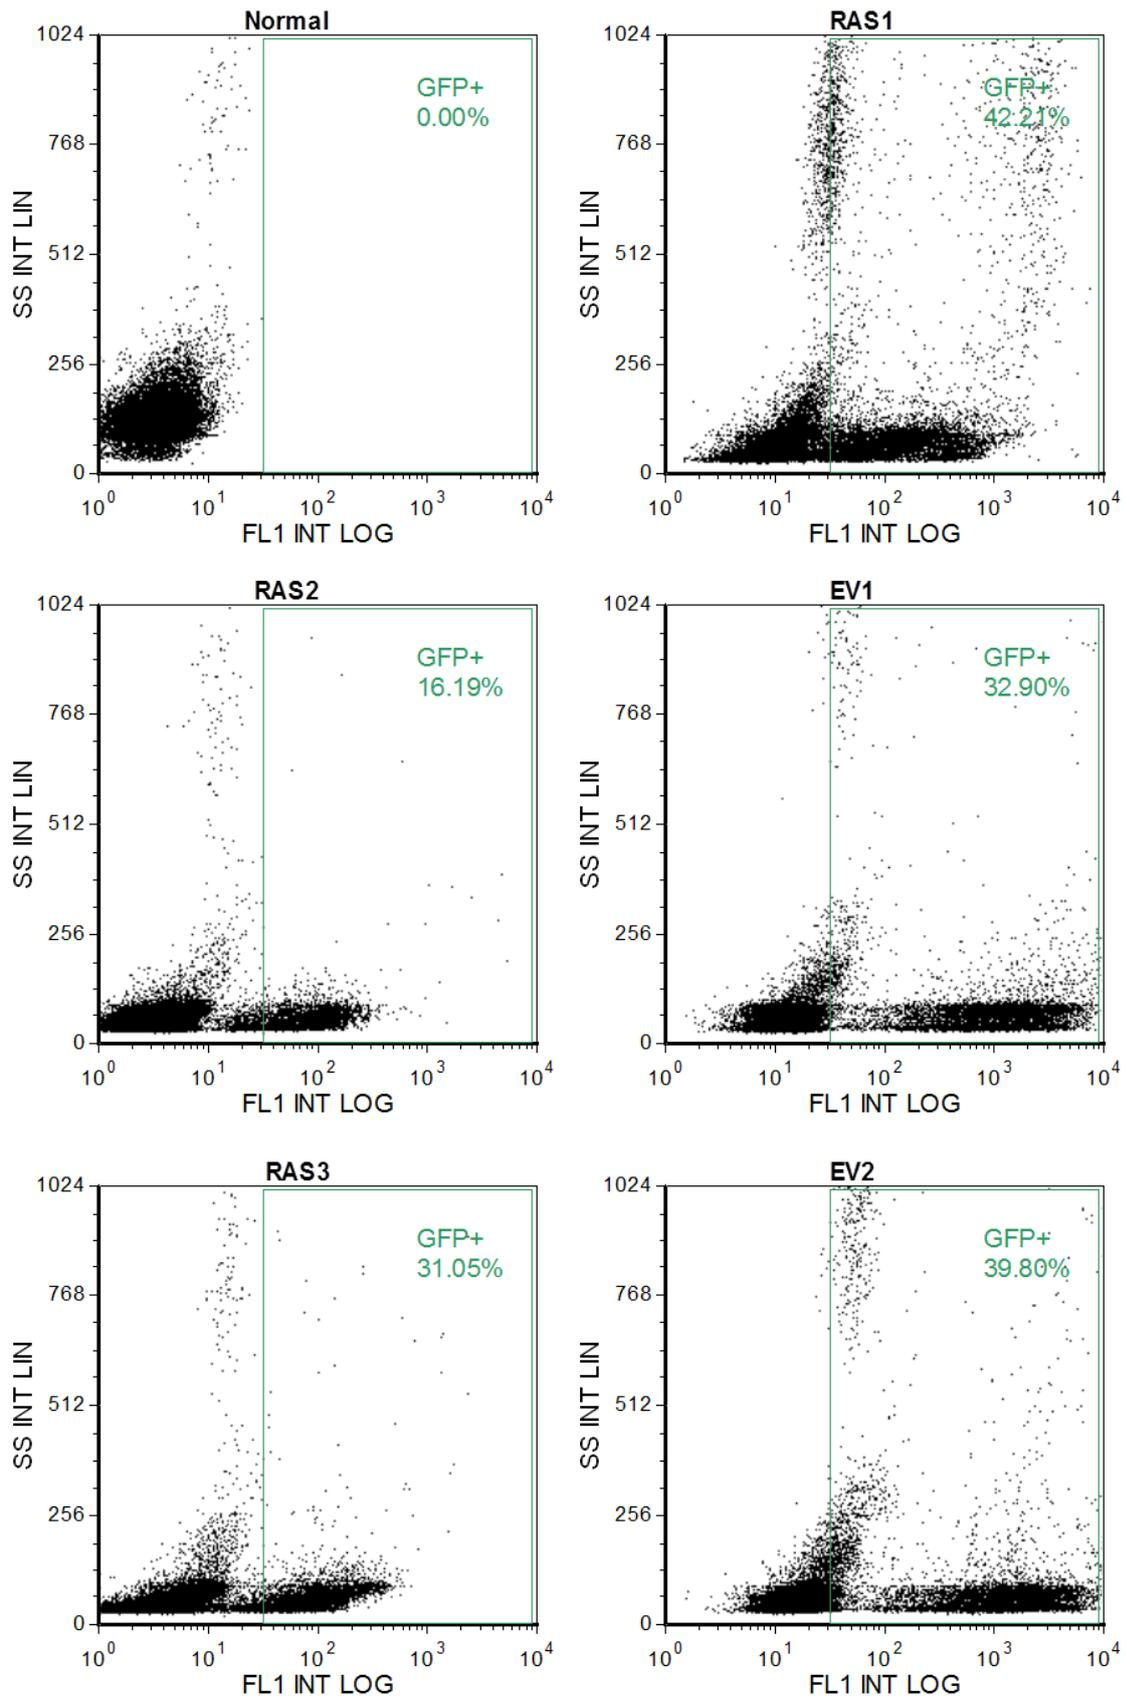 Normal
1024
768
512
256
0
SS INT LIN
GFP+
0.00%
10^0 10^1 10^2 10^3 10^4
FL1 INT LOG
RAS1
1024
768
512
256
0
SS INT LIN
GFP+
42.21%
10^0 10^1 10^2 10^3 10^4
FL1 INT LOG
RAS2
1024
768
512
256
0
SS INT LIN
GFP+
16.19%
10^0 10^1 10^2 10^3 10^4
FL1 INT LOG
EV1
1024
768
512
256
0
SS INT LIN
GFP+
32.90%
10^0 10^1 10^2 10^3 10^4
FL1 INT LOG
RAS3
1024
768
512
256
0
SS INT LIN
GFP+
31.05%
10^0 10^1 10^2 10^3 10^4
FL1 INT LOG
EV2
1024
768
512
256
0
SS INT LIN
GFP+
39.80%
10^0 10^1 10^2 10^3 10^4
FL1 INT LOG